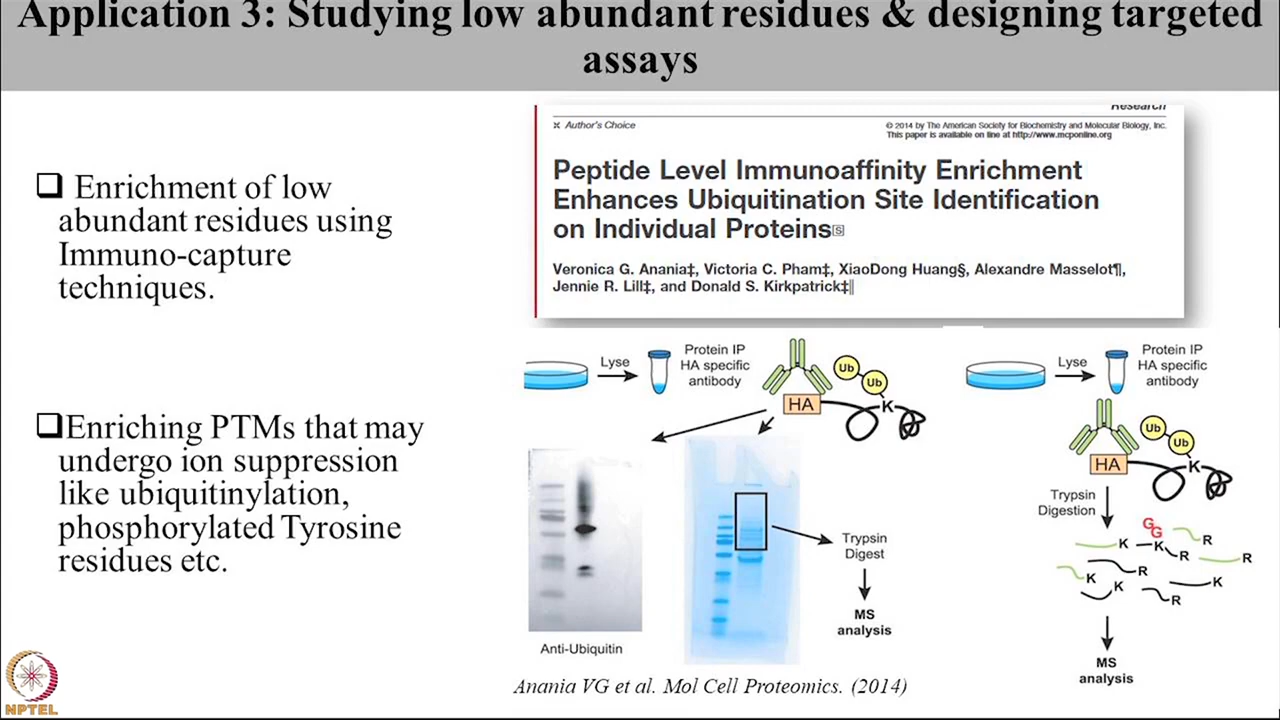 Application 3: Studying low abundant residues & designing targeted
assays
❑ Enrichment of low
abundant residues using
Immuno-capture
techniques.
❑Enriching PTMs that may
undergo ion suppression
like ubiquitinylation,
phosphorylated Tyrosine
residues etc.
Research
Author's Choice
© 2014 by The American Society for Biochemistry and Molecular Biology, Inc.
This paper is available on line at http://www.mcponline.org
Peptide Level Immunoaffinity Enrichment
Enhances Ubiquitination Site Identification
on Individual Proteins S
Veronica G. Anania‡, Victoria C. Pham‡, XiaoDong Huang§, Alexandre Masselot¶,
Jennie R. Lill‡, and Donald S. Kirkpatrick‡‖
Lyse
Protein IP
HA specific
antibody
Ub
Ub
HA
K
Anti-Ubiquitin
Trypsin
Digest
MS
analysis
Lyse
Protein IP
HA specific
antibody
Ub
Ub
HA
K
Trypsin
Digestion
G
G
K
K
R
R
R
K
R
K
K
R
MS
analysis
Anania VG et al. Mol Cell Proteomics. (2014)
NPTEL